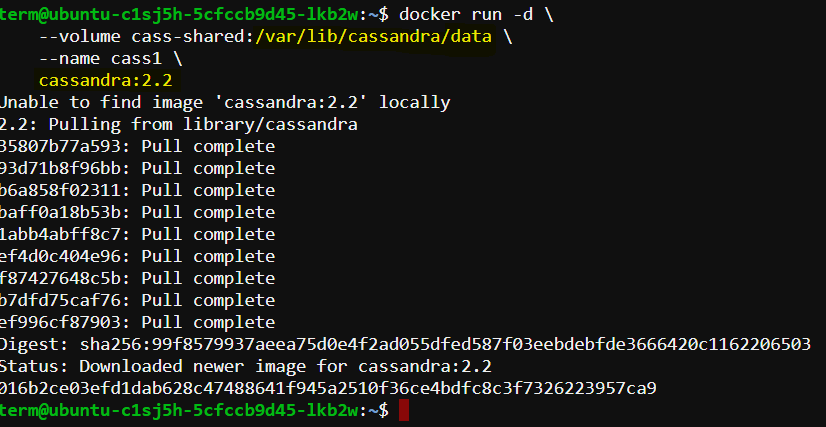 term@ubuntu-c1sj5h-5cfccb9d45-lkb2w:~$ docker run -d \
    --volume cass-shared:/var/lib/cassandra/data \
    --name cass1 \
    cassandra:2.2
Unable to find image 'cassandra:2.2' locally
2.2: Pulling from library/cassandra
35807b77a593: Pull complete
93d71b8f96bb: Pull complete
b6a858f02311: Pull complete
baff0a18b53b: Pull complete
1abb4abff8c7: Pull complete
ef4d0c404e96: Pull complete
f87427648c5b: Pull complete
b7dfd75caf76: Pull complete
ef996cf87903: Pull complete
Digest: sha256:99f8579937aeea75d0e4f2ad055dfed587f03eebdebfde3666420c1162206503
Status: Downloaded newer image for cassandra:2.2
016b2ce03efd1dab628c47488641f945a2510f36ce4bdfc8c3f7326223957ca9
term@ubuntu-c1sj5h-5cfccb9d45-lkb2w:~$